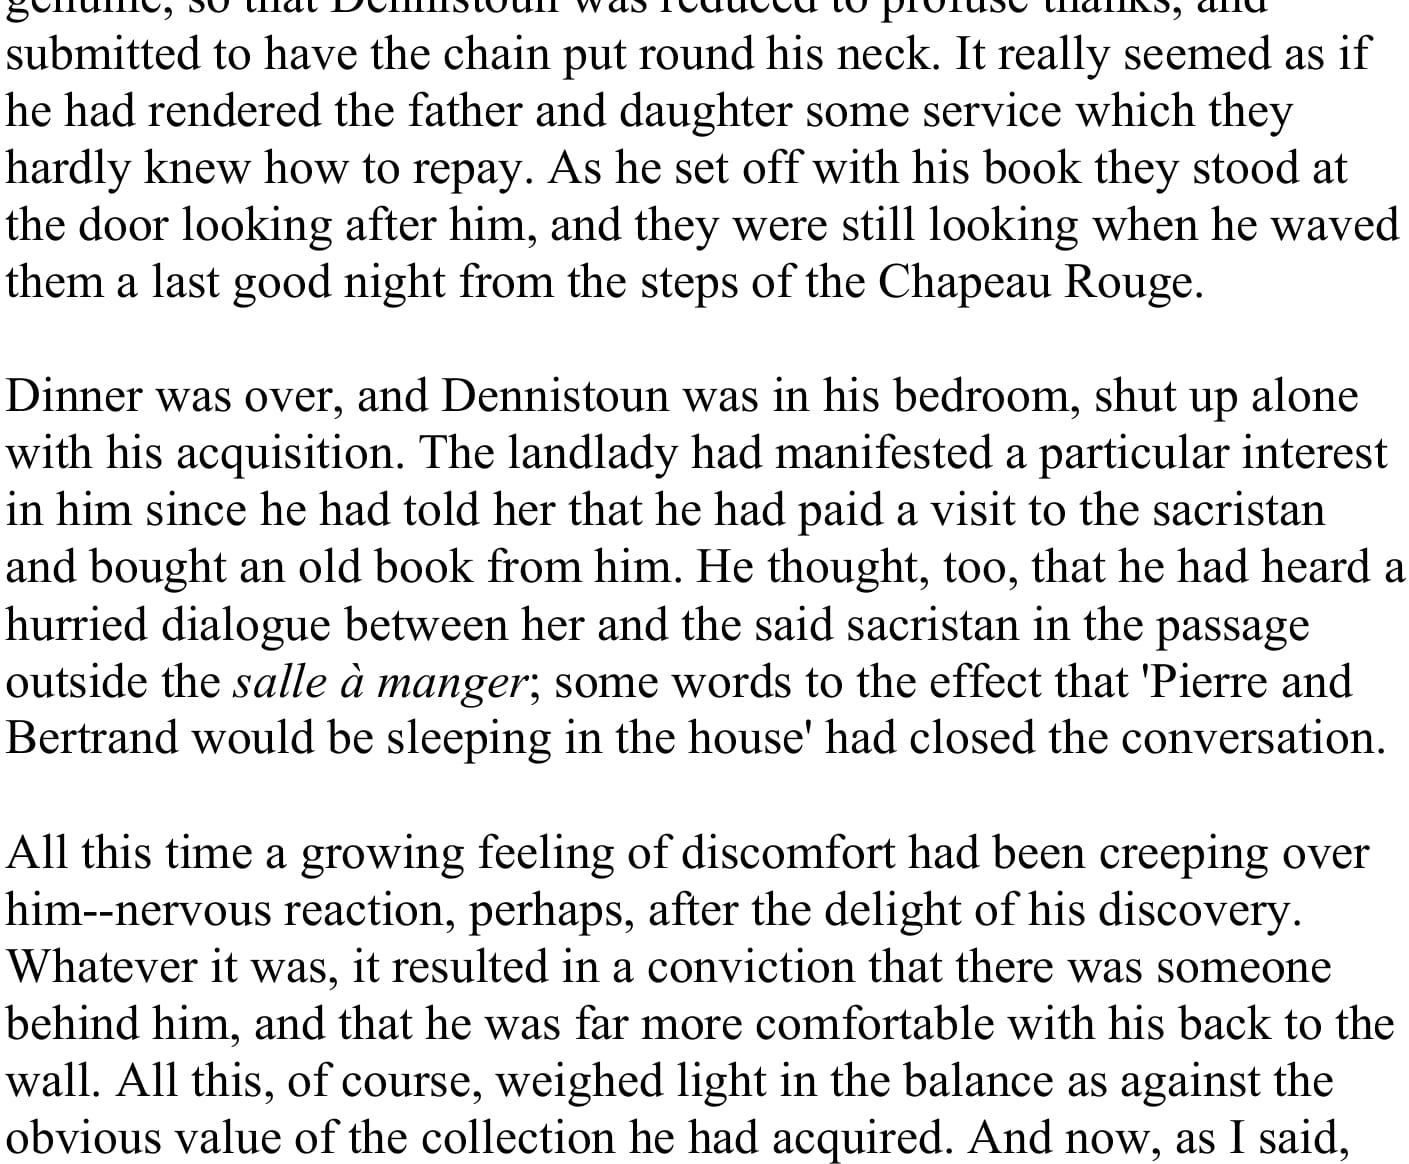 genuine, so that Dennistoun was reduced to profuse thanks, and
submitted to have the chain put round his neck. It really seemed as if
he had rendered the father and daughter some service which they
hardly knew how to repay. As he set off with his book they stood at
the door looking after him, and they were still looking when he waved
them a last good night from the steps of the Chapeau Rouge.

Dinner was over, and Dennistoun was in his bedroom, shut up alone
with his acquisition. The landlady had manifested a particular interest
in him since he had told her that he had paid a visit to the sacristan
and bought an old book from him. He thought, too, that he had heard a
hurried dialogue between her and the said sacristan in the passage
outside the salle à manger; some words to the effect that 'Pierre and
Bertrand would be sleeping in the house' had closed the conversation.

All this time a growing feeling of discomfort had been creeping over
him--nervous reaction, perhaps, after the delight of his discovery.
Whatever it was, it resulted in a conviction that there was someone
behind him, and that he was far more comfortable with his back to the
wall. All this, of course, weighed light in the balance as against the
obvious value of the collection he had acquired. And now, as I said,